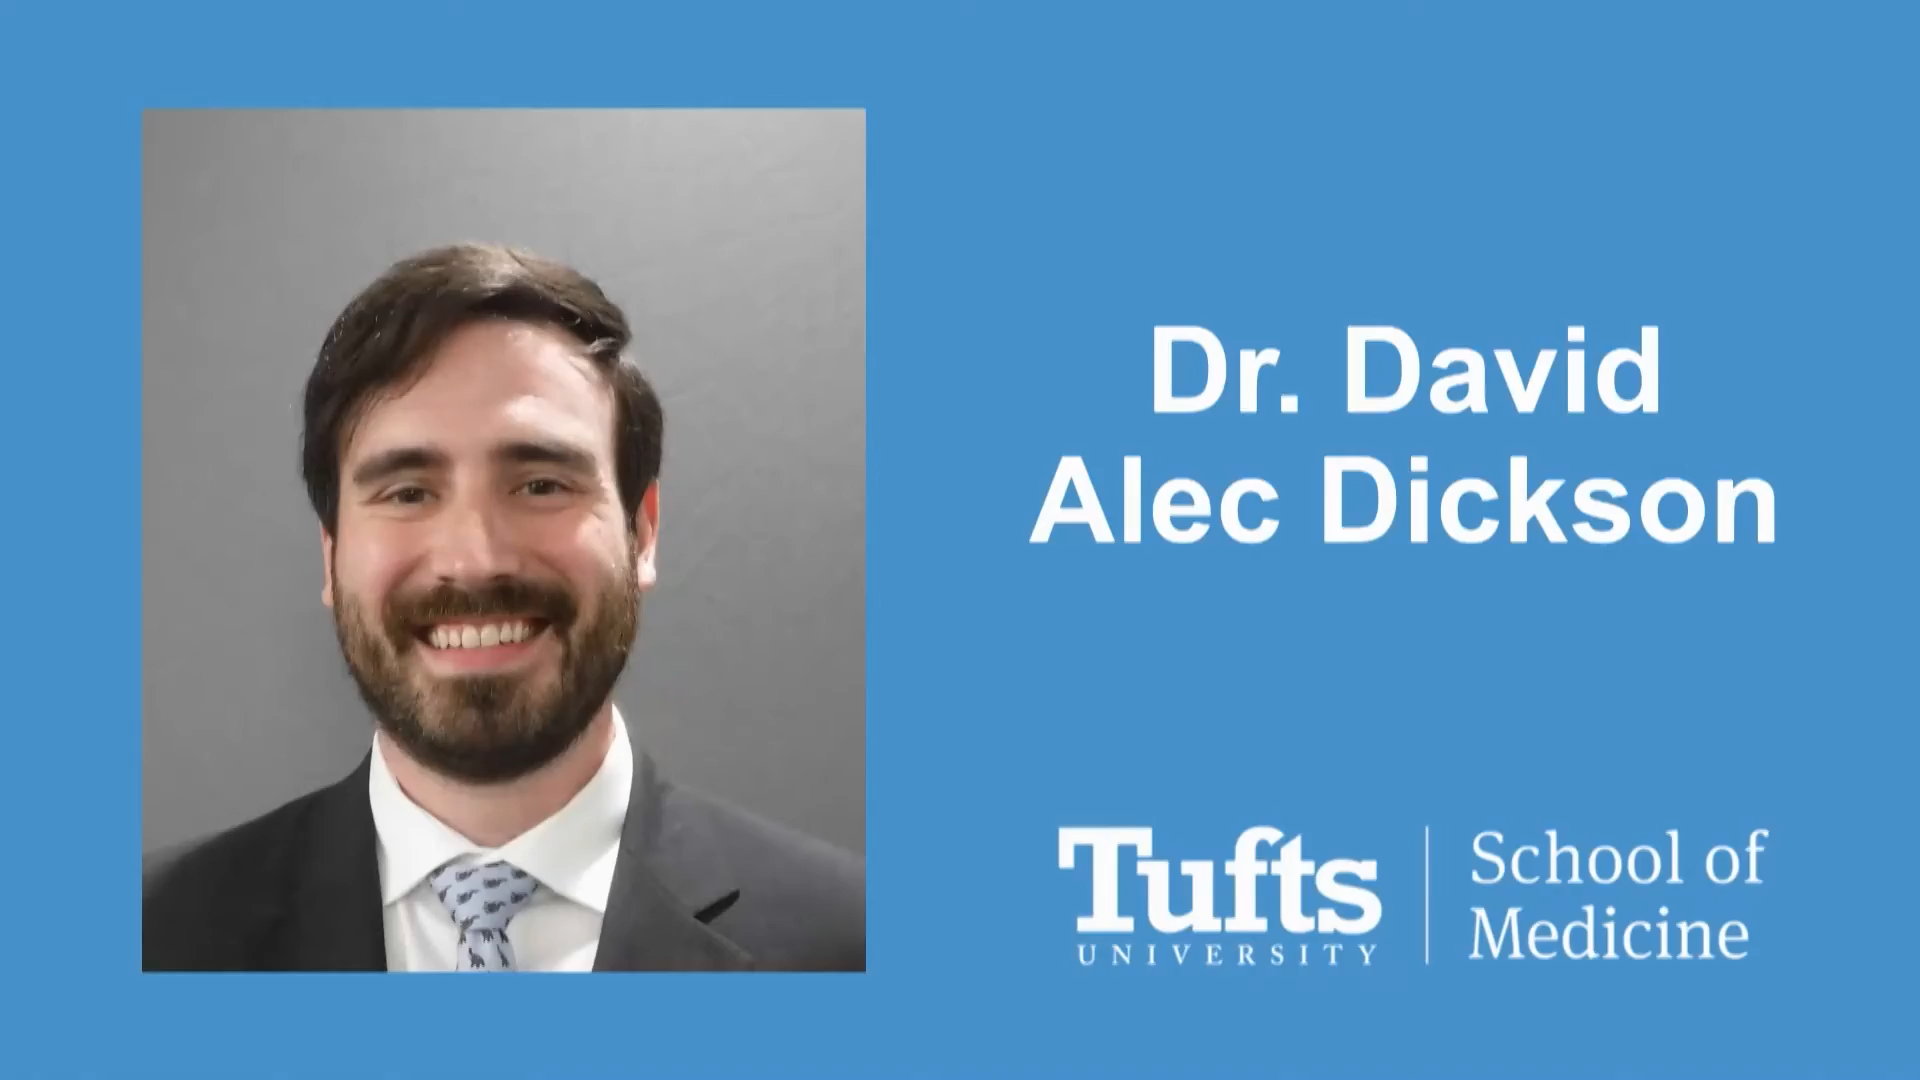 Dr. David
Alec Dickson
Tufts
UNIVERSITY
School of
Medicine